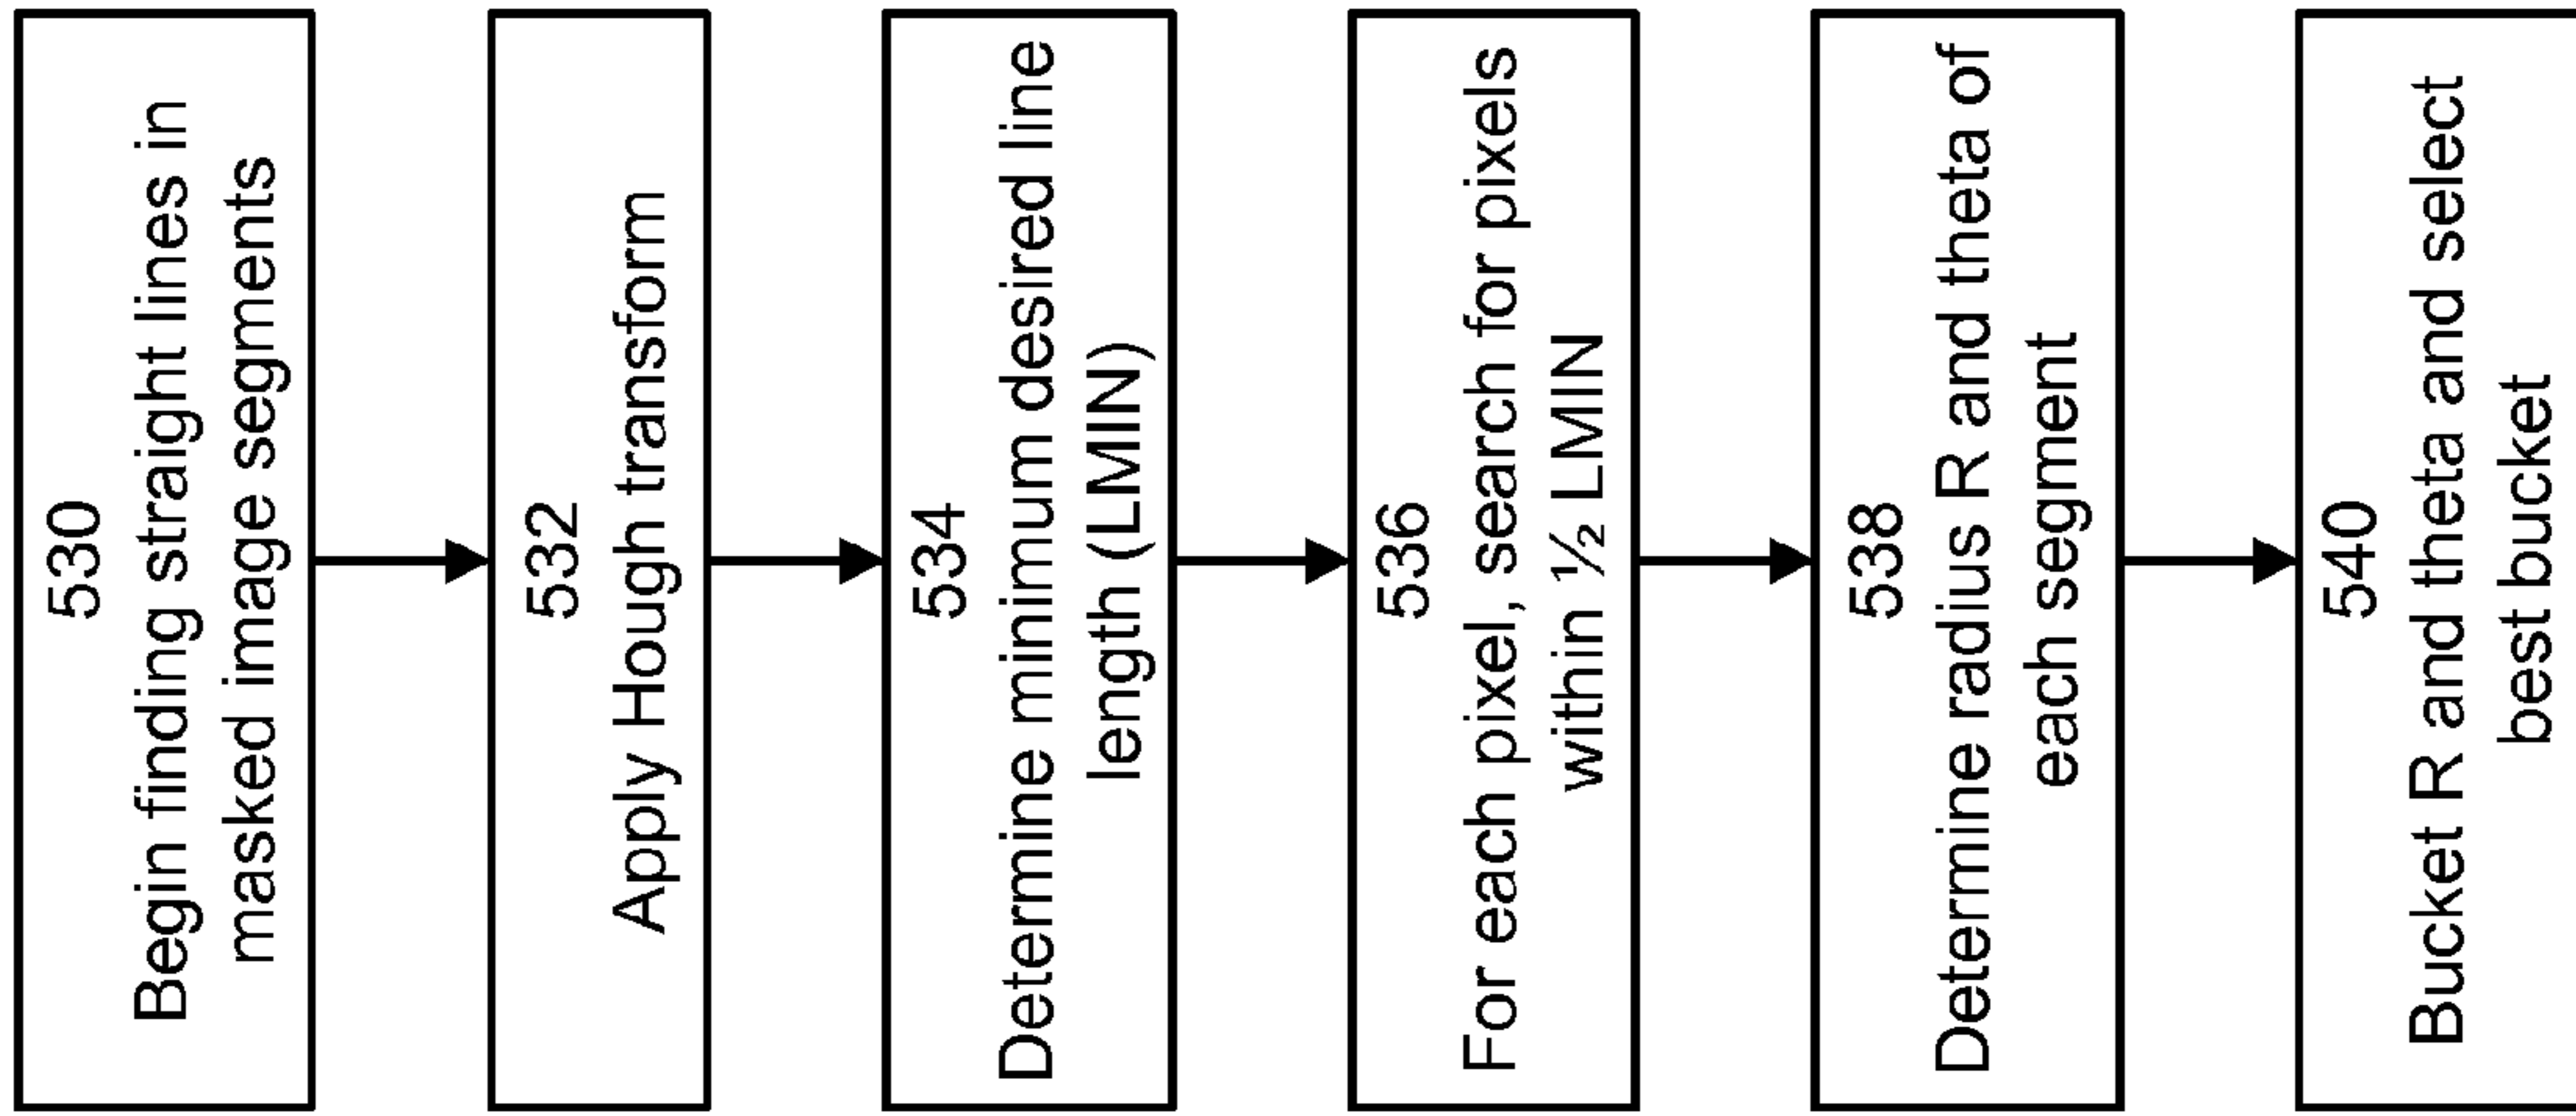 530
Begin finding straight lines in
masked image segments
532
Apply Hough transform
534
Determine minimum desired line
length (LMIN)
536
For each pixel, search for pixels
within ½ LMIN
538
Determine radius R and theta of
each segment
540
Bucket R and theta and select
best bucket